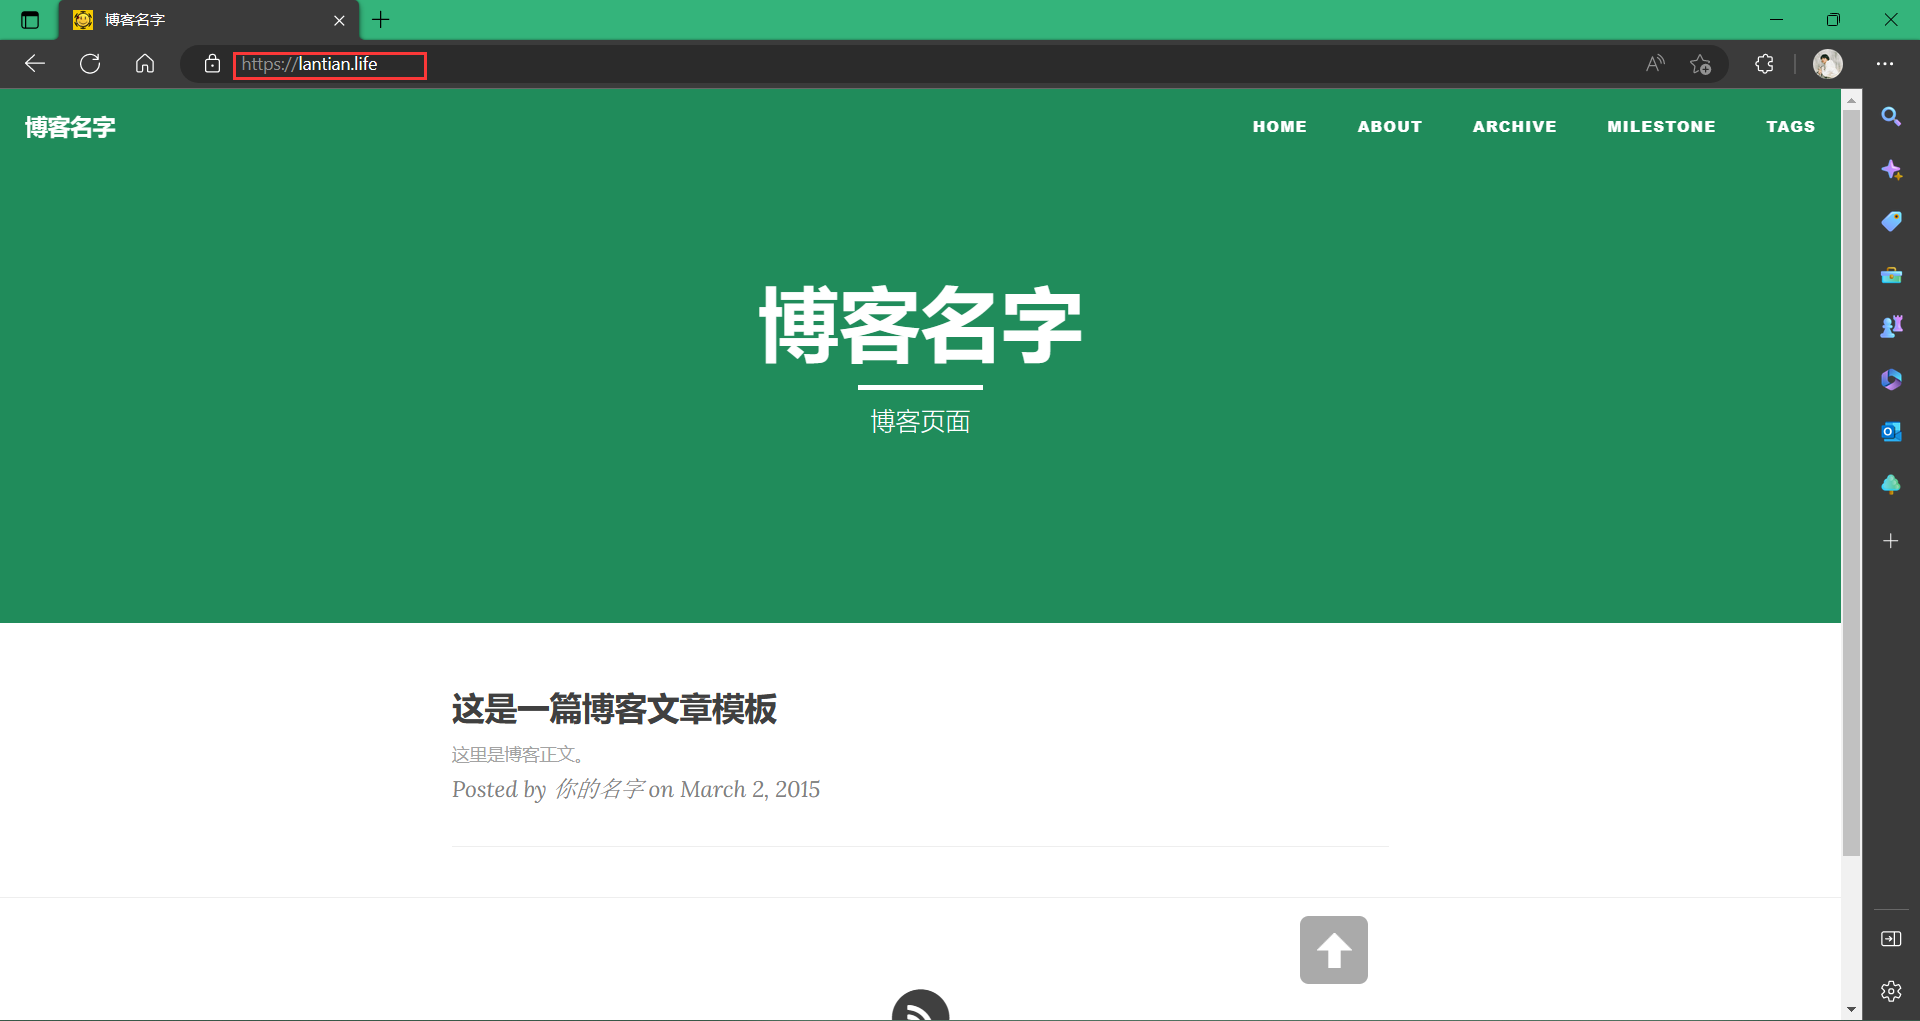 博客名字
https://lantian.life
博客名字
HOME
ABOUT
ARCHIVE
MILESTONE
TAGS
博客名字
博客页面
这是一篇博客文章模板
这里是博客正文。
Posted by 你的名字 on March 2, 2015